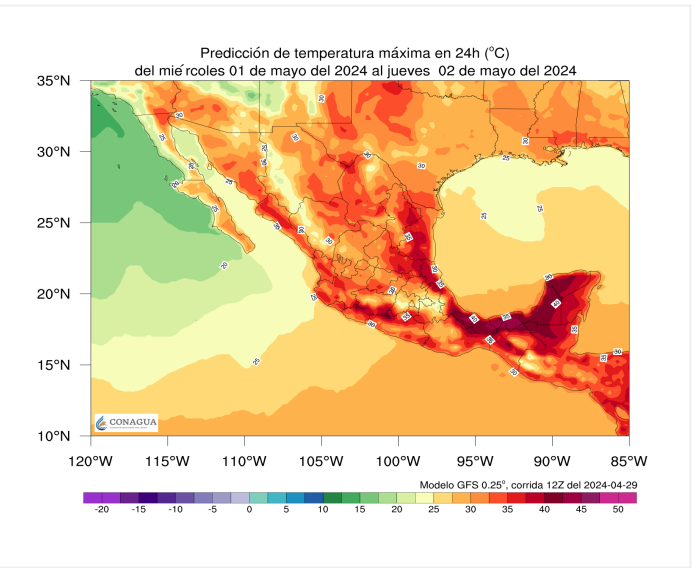 Predicción de temperatura máxima en 24h (°C)
del miércoles 01 de mayo del 2024 al jueves 02 de mayo del 2024
35°N
30°N
25°N
20°N
15°N
10°N
CONAGUA
120°W 115°W 110°W 105°W 100°W 95°W 90°W 85°W
Modelo GFS 0.25°, corrida 12Z del 2024-04-29
-20 -15 -10 -5 0 5 10 15 20 25 30 35 40 45 50